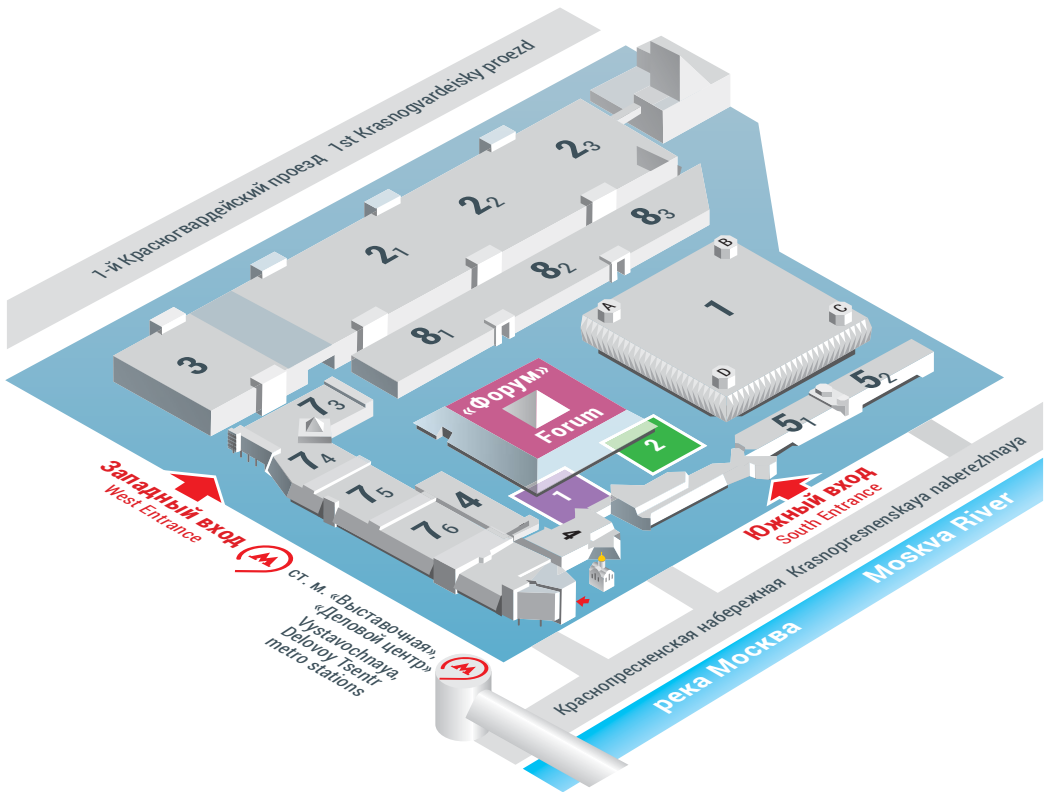 1-й Красногвардейский проезд 1st Krasnogvardeisky proezd
2₃
2₂
2₁
3
8₃
8₂
8₁
B
A
1
C
D
5₂
5₁
«Форум»
Forum
2
1
7₃
7₄
7₅
7₆
4
4
Западный вход
West Entrance
Южный вход
South Entrance
ст. м. «Выставочная»,
«Деловой центр»
Vystavochnaya,
Delovoy Tsentr
metro stations
Краснопресненская набережная Krasnopresnenskaya naberezhnaya
река Москва Moskva River